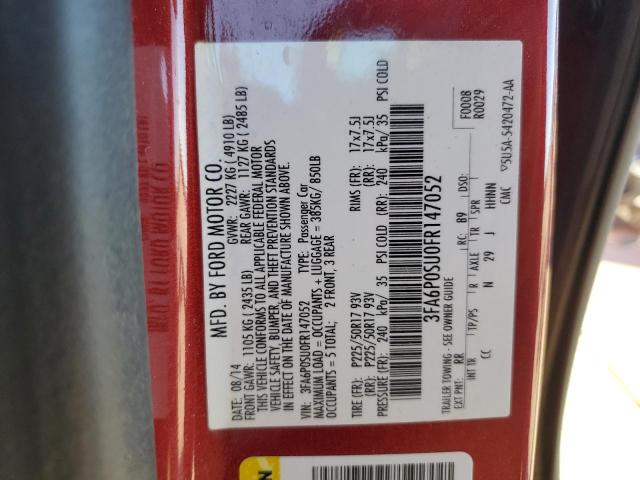 MFD. BY FORD MOTOR CO.
DATE: 08/14 GVWR: 2227 KG ( 4910 LB)
FRONT GAWR: 1105 KG ( 2435 LB) REAR GAWR: 1127 KG ( 2485 LB)
THIS VEHICLE CONFORMS TO ALL APPLICABLE FEDERAL MOTOR
VEHICLE SAFETY, BUMPER, AND THEFT PREVENTION STANDARDS
IN EFFECT ON THE DATE OF MANUFACTURE SHOWN ABOVE.
VIN: 3FA6P0SU0FR147052 TYPE: Passenger Car
MAXIMUM LOAD = OCCUPANTS + LUGGAGE = 385KG/ 850LB
OCCUPANTS = 5 TOTAL: 2 FRONT, 3 REAR
TIRE (FR): P225/50R17 93V RIMS (FR): 17x7.5J
(RR): P225/50R17 93V (RR): 17x7.5J
PRESSURE (FR): 240 kPa/ 35 PSI COLD (RR): 240 kPa/ 35 PSI COLD
3FA6P0SU0FR147052
TRAILER TOWING - SEE OWNER GUIDE
F0008
R0029
EXT PNT: RR RC: 89 DSO:
INT TR TP/PS R AXLE TR SPR
CC N 29 J HHNN
CMC 5U5A-5420472-AA